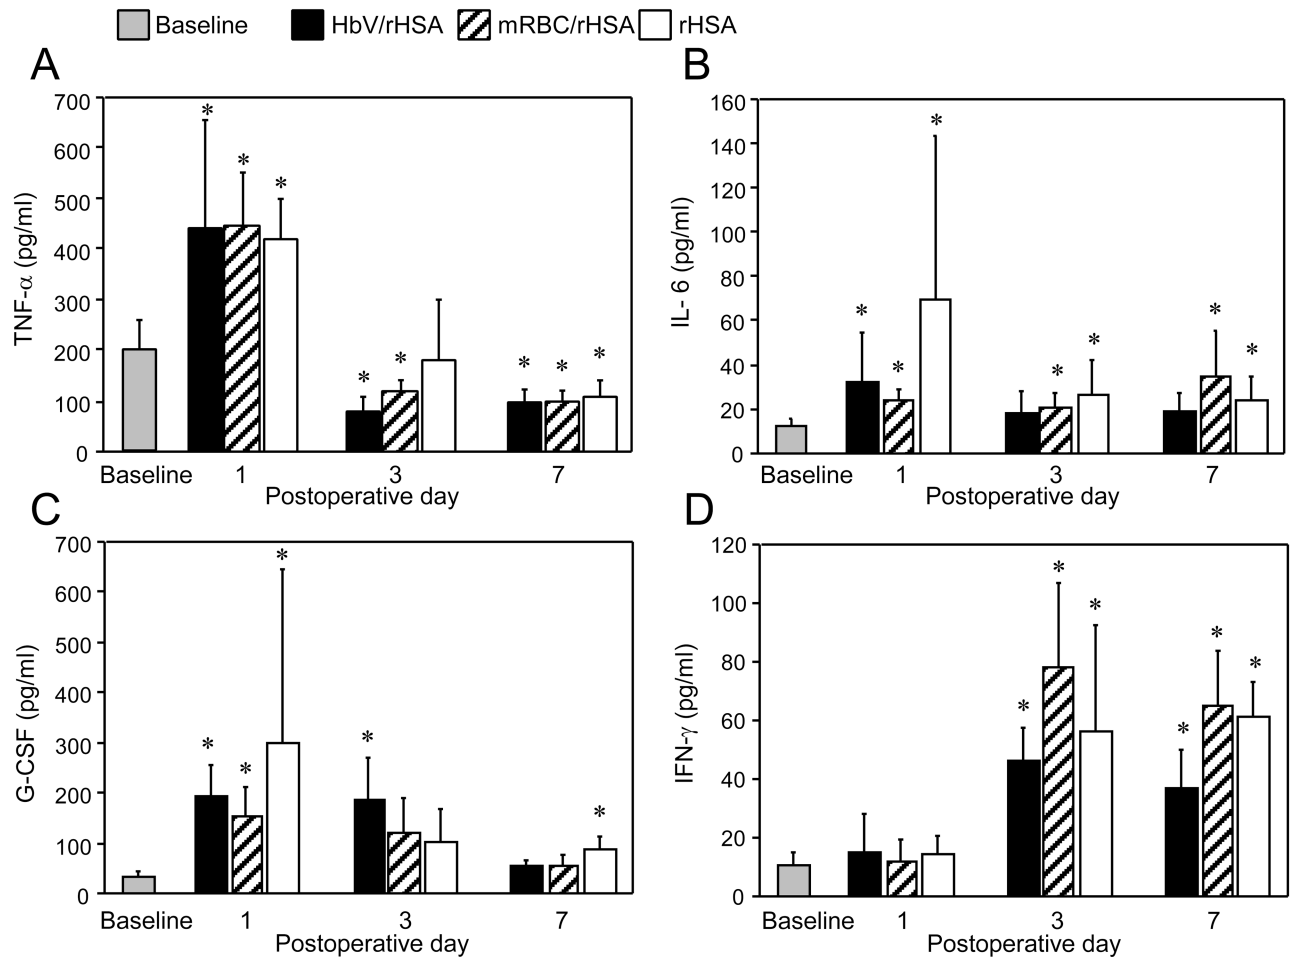 Baseline HbV/rHSA mRBC/rHSA rHSA
A
700
600
500
400
300
200
100
0
TNF-α (pg/ml)
* * * * * * * *
Baseline 1 3 7
Postoperative day
B
160
140
120
100
80
60
40
20
0
IL- 6 (pg/ml)
* * * * * * *
Baseline 1 3 7
Postoperative day
C
700
600
500
400
300
200
100
0
G-CSF (pg/ml)
* * * * *
Baseline 1 3 7
Postoperative day
D
120
100
80
60
40
20
0
IFN-γ (pg/ml)
* * * * * *
Baseline 1 3 7
Postoperative day